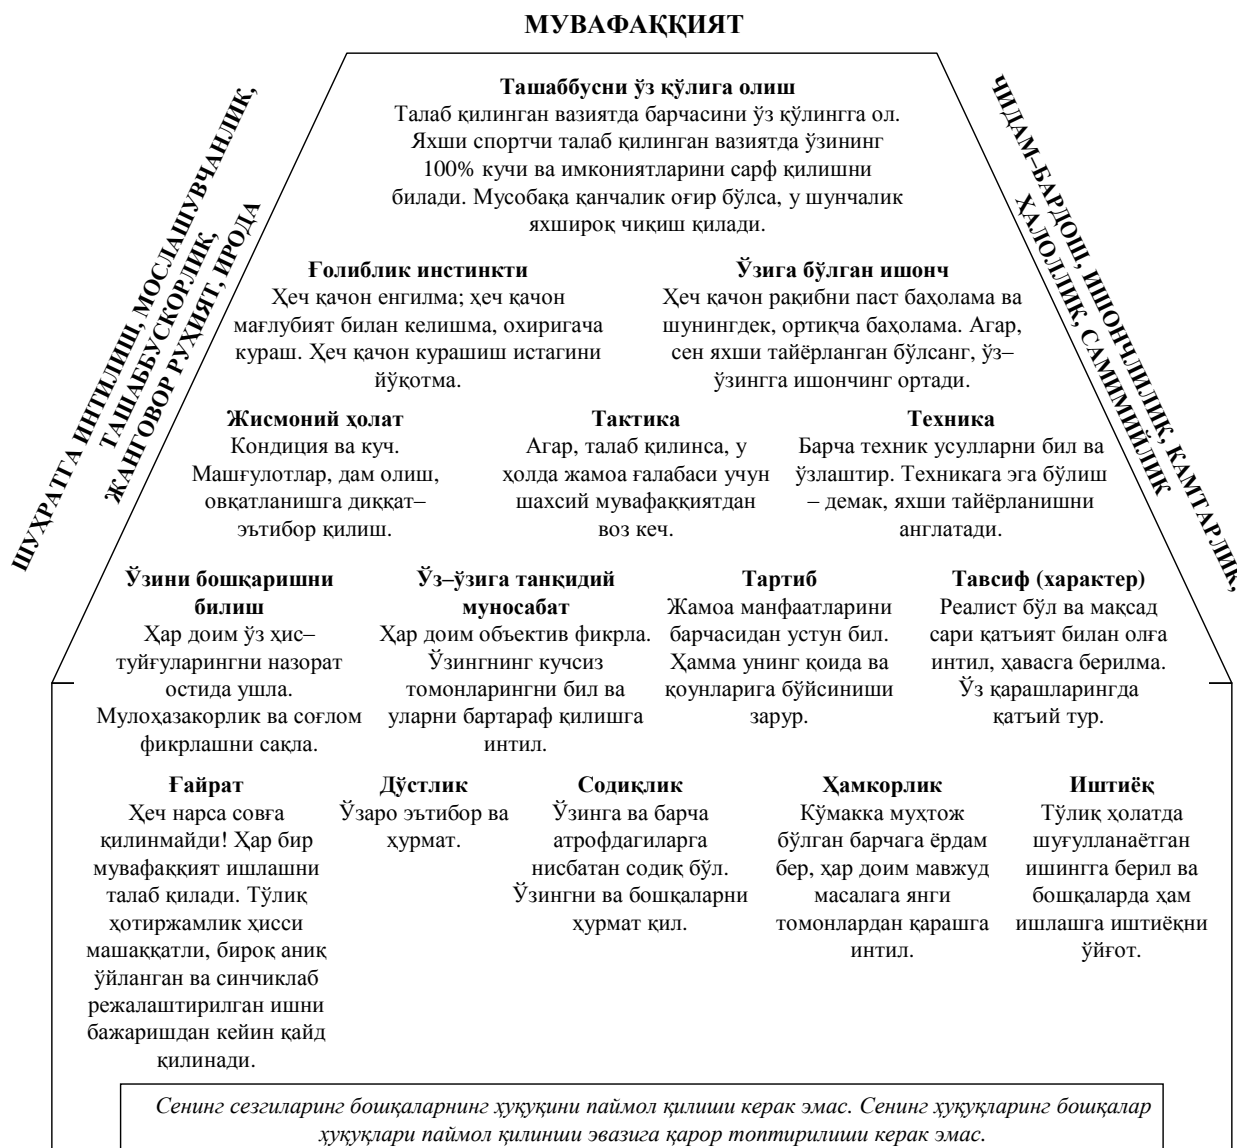 МУВАФАҚҚИЯТ
ШУҲРАТГА ИНТИЛИШ, МОСЛАШУВЧАНЛИК,
ТАШАББУСКОРЛИК,
ЖАНГОВОР РУҲИЯТ, ИРОДА
ЧИДАМ–БАРДОШ, ИШОНЧЛИЛИК, КАМТАРЛИК,
ҲАЛОЛЛИК, САМИМИЙЛИК
Ташаббусни ўз қўлига олиш
Талаб қилинган вазиятда барчасини ўз қўлингга ол.
Яхши спортчи талаб қилинган вазиятда ўзининг
100% кучи ва имкониятларини сарф қилишни
билади. Мусобақа қанчалик оғир бўлса, у шунчалик
яхшироқ чиқиш қилади.
Ғолиблик инстинкти
Ҳеч қачон енгилма; ҳеч қачон
мағлубият билан келишма, охиригача
кураш. Ҳеч қачон курашиш истагини
йўқотма.
Ўзига бўлган ишонч
Ҳеч қачон рақибни паст баҳолама ва
шунингдек, ортиқча баҳолама. Агар,
сен яхши тайёрланган бўлсанг, ўз–
ўзингга ишончинг ортади.
Жисмоний ҳолат
Кондиция ва куч.
Машғулотлар, дам олиш,
овқатланишга диққат–
эътибор қилиш.
Тактика
Агар, талаб қилинса, у
ҳолда жамоа ғалабаси учун
шахсий мувафаққиятдан
воз кеч.
Техника
Барча техник усулларни бил ва
ўзлаштир. Техникага эга бўлиш
– демак, яхши тайёрланишни
англатади.
Ўзини бошқаришни
билиш
Ҳар доим ўз ҳис–
туйғуларингни назорат
остида ушла.
Мулоҳазакорлик ва соғлом
фикрлашни сақла.
Ўз–ўзига танқидий
муносабат
Ҳар доим объектив фикрла.
Ўзингнинг кучсиз
томонларингни бил ва
уларни бартараф қилишга
интил.
Тартиб
Жамоа манфаатларини
барчасидан устун бил.
Ҳамма унинг қоида ва
қоунларига бўйсиниши
зарур.
Тавсиф (характер)
Реалист бўл ва мақсад
сари қатъият билан олға
интил, ҳавасга берилма.
Ўз қарашларингда
қатъий тур.
Ғайрат
Ҳеч нарса совға
қилинмайди! Ҳар бир
мувафаққият ишлашни
талаб қилади. Тўлиқ
ҳотиржамлик ҳисси
машаққатли, бироқ аниқ
ўйланган ва синчиклаб
режалаштирилган ишни
бажаришдан кейин қайд
қилинади.
Дўстлик
Ўзаро эътибор ва
ҳурмат.
Содиқлик
Ўзинга ва барча
атрофдагиларга
нисбатан содиқ бўл.
Ўзингни ва бошқаларни
ҳурмат қил.
Ҳамкорлик
Кўмакка муҳтож
бўлган барчага ёрдам
бер, ҳар доим мавжуд
масалага янги
томонлардан қарашга
интил.
Иштиёқ
Тўлиқ ҳолатда
шуғулланаётган
ишингга берил ва
бошқаларда ҳам
ишлашга иштиёқни
ўйғот.
Сенинг сезгиларинг бошқаларнинг ҳуқуқини паймол қилиши керак эмас. Сенинг ҳуқуқларинг бошқалар
ҳуқуқлари паймол қилинши эвазига қарор топтирилиши керак эмас.